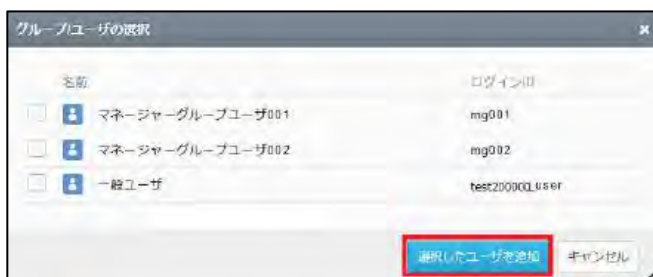 グループ/ユーザの選択 ×
名前 ログインID
マネージャーグループユーザ001 mg001
マネージャーグループユーザ002 mg002
一般ユーザ test200000_user
選択したユーザを追加 キャンセル